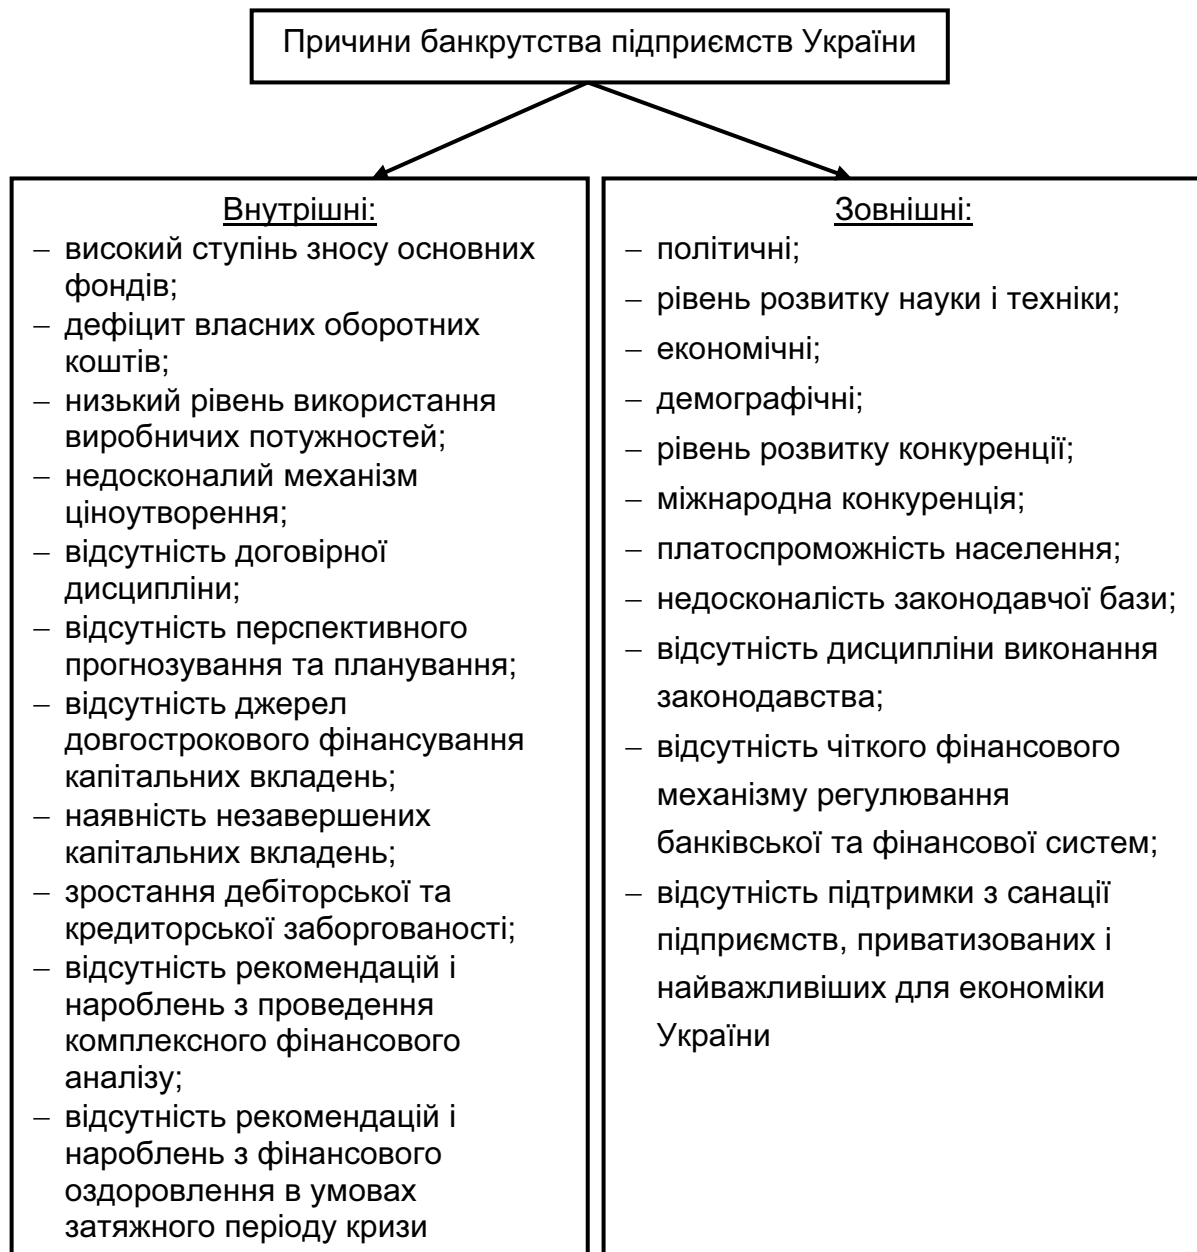 Причини банкрутства підприємств України
Внутрішні:
– високий ступінь зносу основних
фондів;
– дефіцит власних оборотних
коштів;
– низький рівень використання
виробничих потужностей;
– недосконалий механізм
ціноутворення;
– відсутність договірної
дисципліни;
– відсутність перспективного
прогнозування та планування;
– відсутність джерел
довгострокового фінансування
капітальних вкладень;
– наявність незавершених
капітальних вкладень;
– зростання дебіторської та
кредиторської заборгованості;
– відсутність рекомендацій і
нароблень з проведення
комплексного фінансового
аналізу;
– відсутність рекомендацій і
нароблень з фінансового
оздоровлення в умовах
затяжного періоду кризи
Зовнішні:
– політичні;
– рівень розвитку науки і техніки;
– економічні;
– демографічні;
– рівень розвитку конкуренції;
– міжнародна конкуренція;
– платоспроможність населення;
– недосконалість законодавчої бази;
– відсутність дисципліни виконання
законодавства;
– відсутність чіткого фінансового
механізму регулювання
банківської та фінансової систем;
– відсутність підтримки з санації
підприємств, приватизованих і
найважливіших для економіки
України